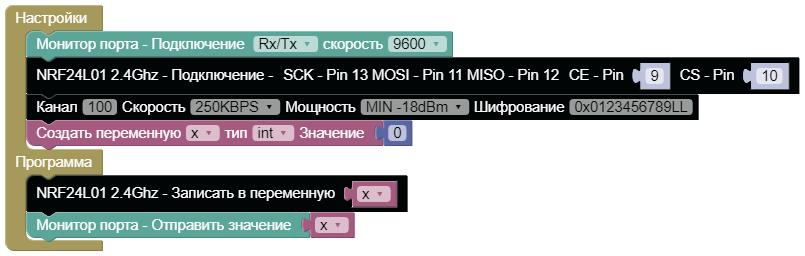 Настройки
Монитор порта - Подключение Rx/Tx скорость 9600
NRF24L01 2.4Ghz - Подключение - SCK - Pin 13 MOSI - Pin 11 MISO - Pin 12 CE - Pin 9 CS - Pin 10
Канал 100 Скорость 250KBPS Мощность MIN -18dBm Шифрование 0x0123456789LL
Создать переменную x тип int Значение 0
Программа
NRF24L01 2.4Ghz - Записать в переменную x
Монитор порта - Отправить значение x